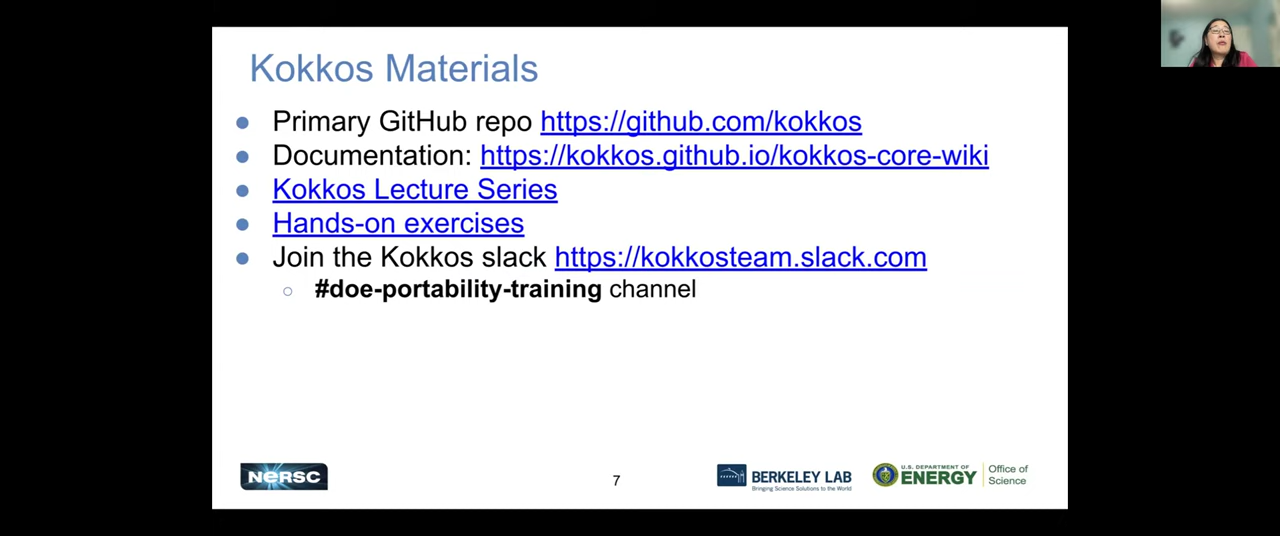 Kokkos Materials
● Primary GitHub repo https://github.com/kokkos
● Documentation: https://kokkos.github.io/kokkos-core-wiki
● Kokkos Lecture Series
● Hands-on exercises
● Join the Kokkos slack https://kokkosteam.slack.com
○ #doe-portability-training channel
NERSC
7
BERKELEY LAB
Bringing Science Solutions to the World
U.S. DEPARTMENT OF
ENERGY
Office of
Science